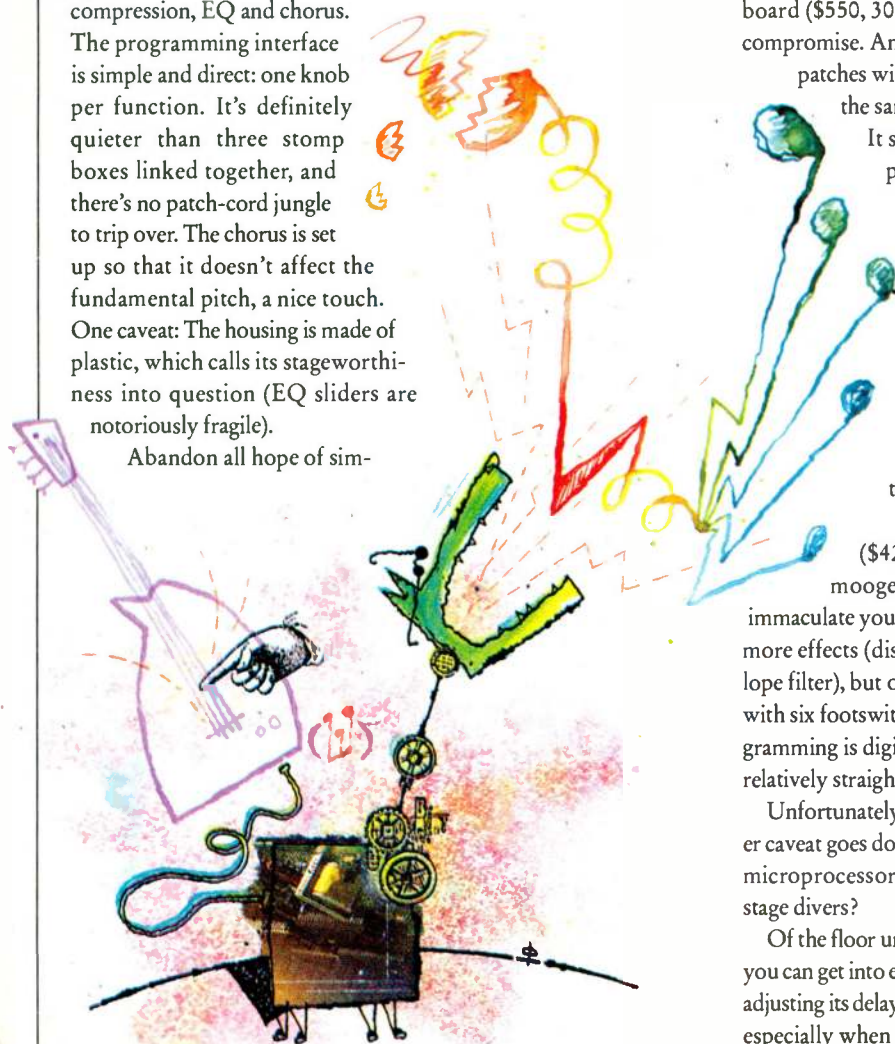 compression, EQ and chorus.
The programming interface
is simple and direct: one knob
per function. It's definitely
quieter than three stomp
boxes linked together, and
there's no patch-cord jungle
to trip over. The chorus is set
up so that it doesn't affect the
fundamental pitch, a nice touch.
One caveat: The housing is made of
plastic, which calls its stageworthi-
ness into question (EQ sliders are
notoriously fragile).
Abandon all hope of sim-
board ($550, 30
compromise. An
patches wi
the sa
It s
p
t
($42
mooge
immaculate you
more effects (dis
lope filter), but c
with six footswit
gramming is digi
relatively straigh
Unfortunately
er caveat goes do
microprocessor
stage divers?
Of the floor u
you can get into e
adjusting its delay
especially when